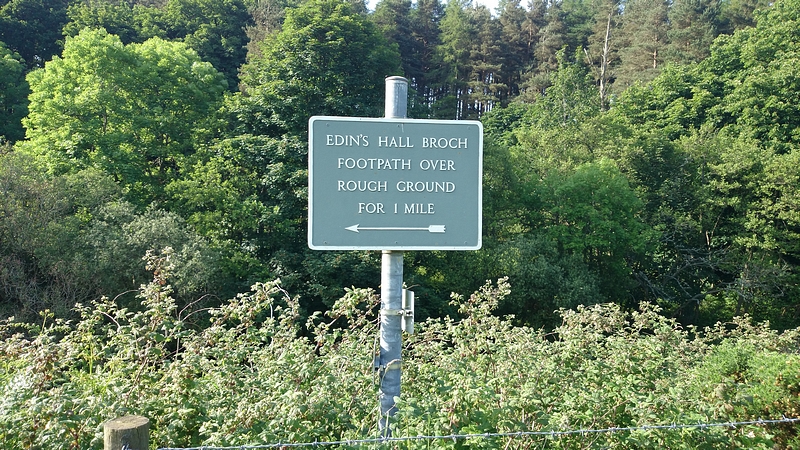 EDIN'S HALL BROCH
FOOTPATH OVER
ROUGH GROUND
FOR 1 MILE